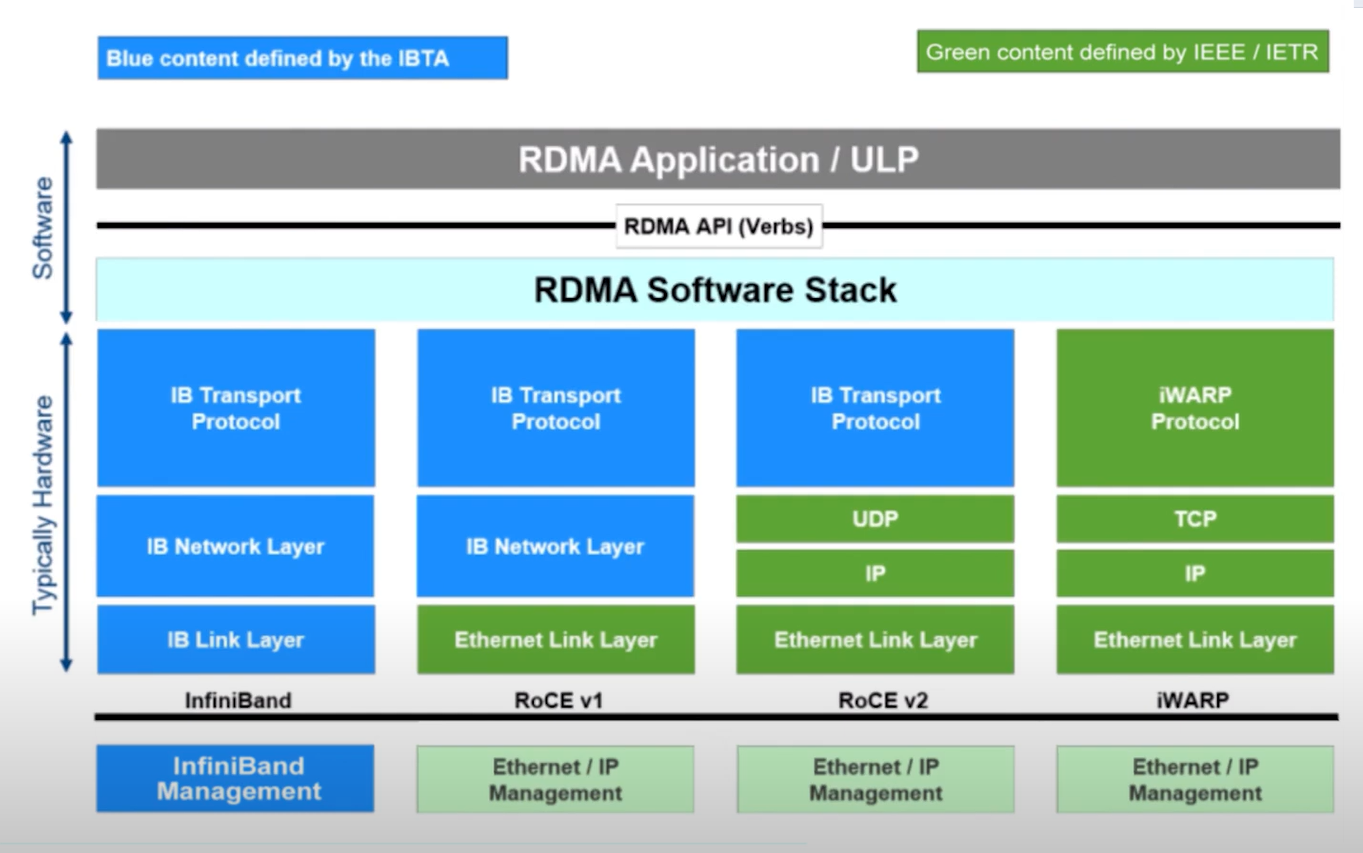 Blue content defined by the IBTA
Green content defined by IEEE / IETR
Software
RDMA Application / ULP
RDMA API (Verbs)
RDMA Software Stack
Typically Hardware
IB Transport
Protocol
IB Transport
Protocol
IB Transport
Protocol
iWARP
Protocol
IB Network Layer
IB Network Layer
UDP
TCP
IP
IP
IB Link Layer
Ethernet Link Layer
Ethernet Link Layer
Ethernet Link Layer
InfiniBand
RoCE v1
RoCE v2
iWARP
InfiniBand
Management
Ethernet / IP
Management
Ethernet / IP
Management
Ethernet / IP
Management